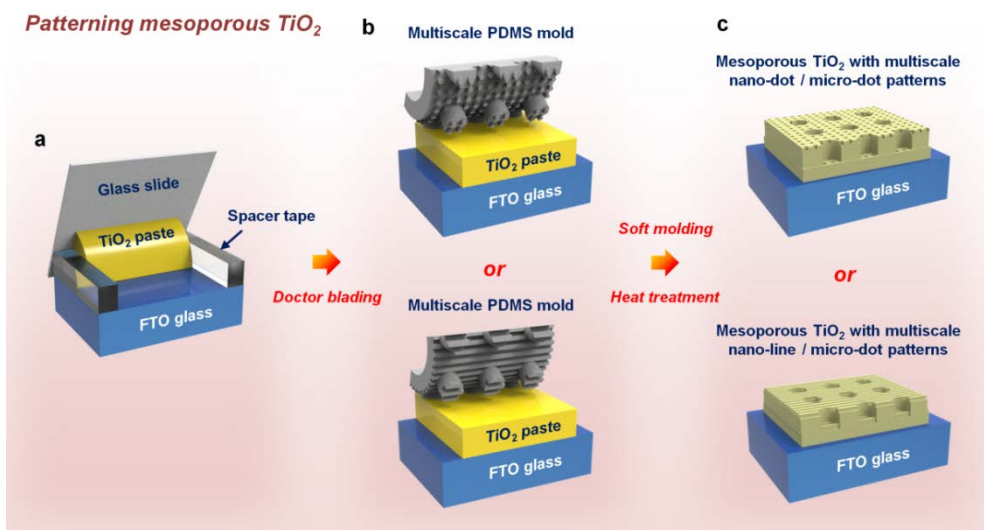 Patterning mesoporous TiO₂
a
Glass slide
TiO₂ paste
Spacer tape
FTO glass
Doctor blading
b
Multiscale PDMS mold
TiO₂ paste
FTO glass
or
Multiscale PDMS mold
TiO₂ paste
FTO glass
Soft molding
Heat treatment
c
Mesoporous TiO₂ with multiscale
nano-dot / micro-dot patterns
FTO glass
or
Mesoporous TiO₂ with multiscale
nano-line / micro-dot patterns
FTO glass